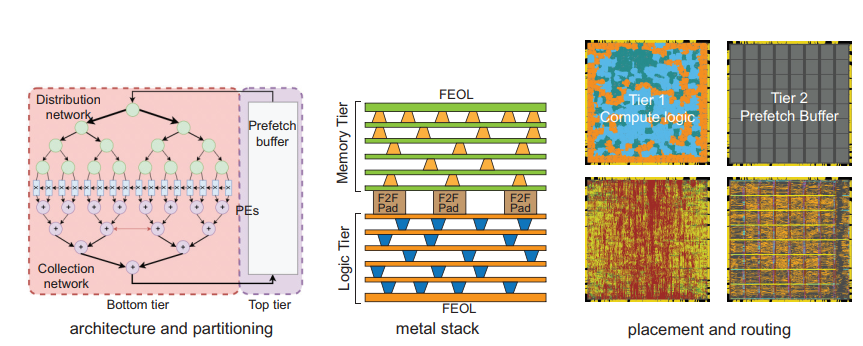 Distribution
network
Prefetch
buffer
PEs
Collection
network
Bottom tier
Top tier
architecture and partitioning
FEOL
Memory Tier
F2F
Pad
F2F
Pad
F2F
Pad
Logic Tier
FEOL
metal stack
Tier 1
Compute logic
Tier 2
Prefetch Buffer
placement and routing